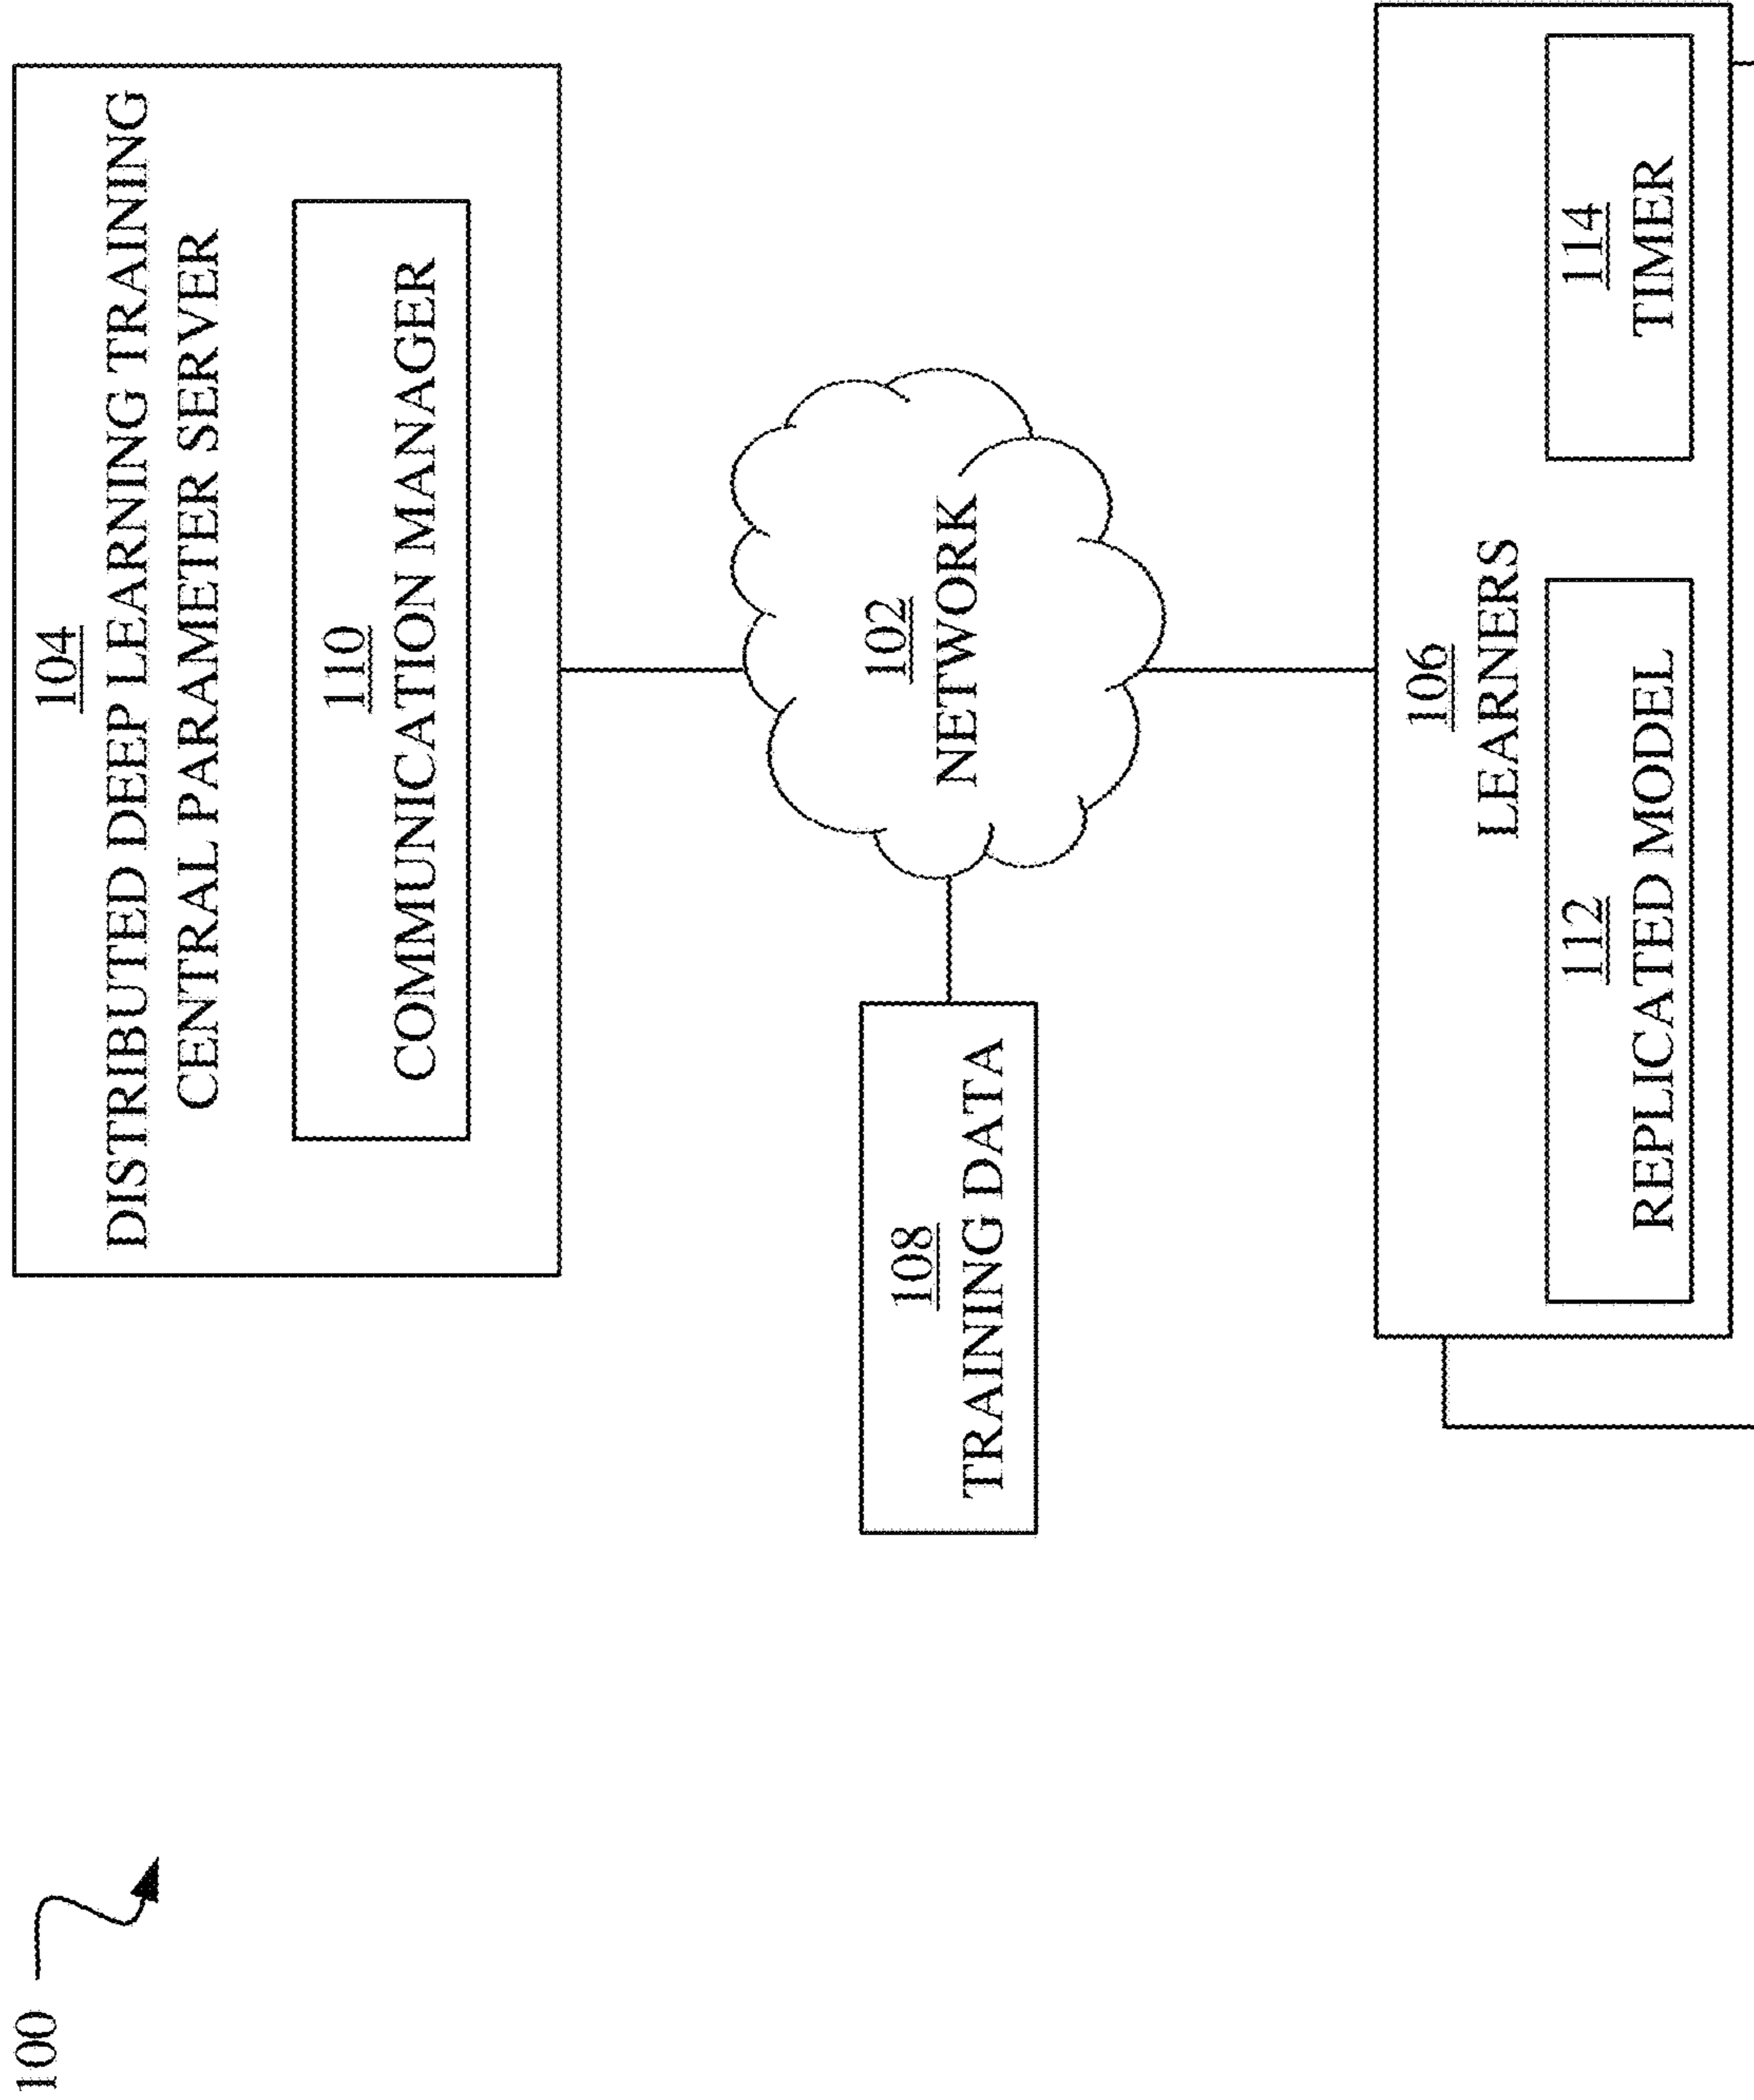 100
104
DISTRIBUTED DEEP LEARNING TRAINING
CENTRAL PARAMETER SERVER
110
COMMUNICATION MANAGER
102
NETWORK
108
TRAINING DATA
106
LEARNERS
112
REPLICATED MODEL
114
TIMER